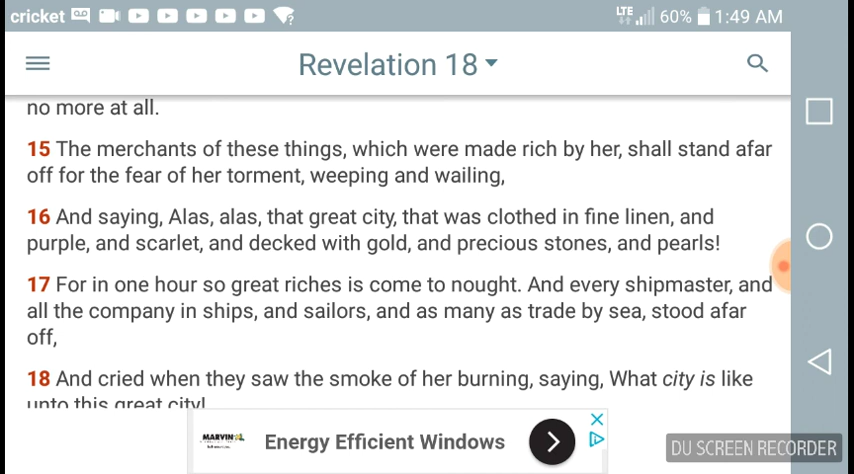 cricket LTE 60% 1:49 AM
Revelation 18
no more at all.
15 The merchants of these things, which were made rich by her, shall stand afar
off for the fear of her torment, weeping and wailing,
16 And saying, Alas, alas, that great city, that was clothed in fine linen, and
purple, and scarlet, and decked with gold, and precious stones, and pearls!
17 For in one hour so great riches is come to nought. And every shipmaster, and
all the company in ships, and sailors, and as many as trade by sea, stood afar
off,
18 And cried when they saw the smoke of her burning, saying, What city is like
unto this great city!
MARVIN
Energy Efficient Windows
DU SCREEN RECORDER